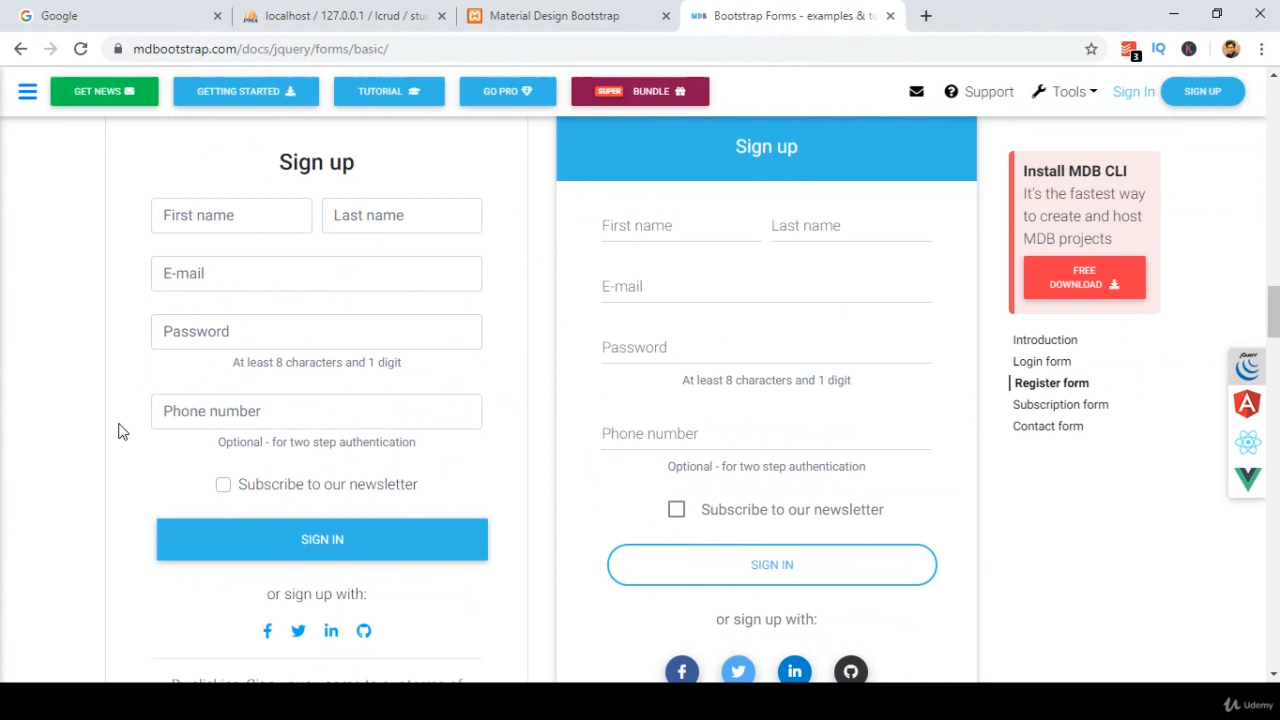 Google
localhost / 127.0.0.1 / lcrud / stu
Material Design Bootstrap
MDB Bootstrap Forms - examples & tu
mdbootstrap.com/docs/jquery/forms/basic/
IQ
K
3
GET NEWS
GETTING STARTED
TUTORIAL
GO PRO
SUPER BUNDLE
Support
Tools
Sign In
SIGN UP
Sign up
First name
Last name
E-mail
Password
At least 8 characters and 1 digit
Phone number
Optional - for two step authentication
Subscribe to our newsletter
SIGN IN
or sign up with:
Sign up
First name
Last name
E-mail
Password
At least 8 characters and 1 digit
Phone number
Optional - for two step authentication
Subscribe to our newsletter
SIGN IN
or sign up with:
Install MDB CLI
It's the fastest way
to create and host
MDB projects
FREE
DOWNLOAD
Introduction
Login form
Register form
Subscription form
Contact form
jQuery
Udemy